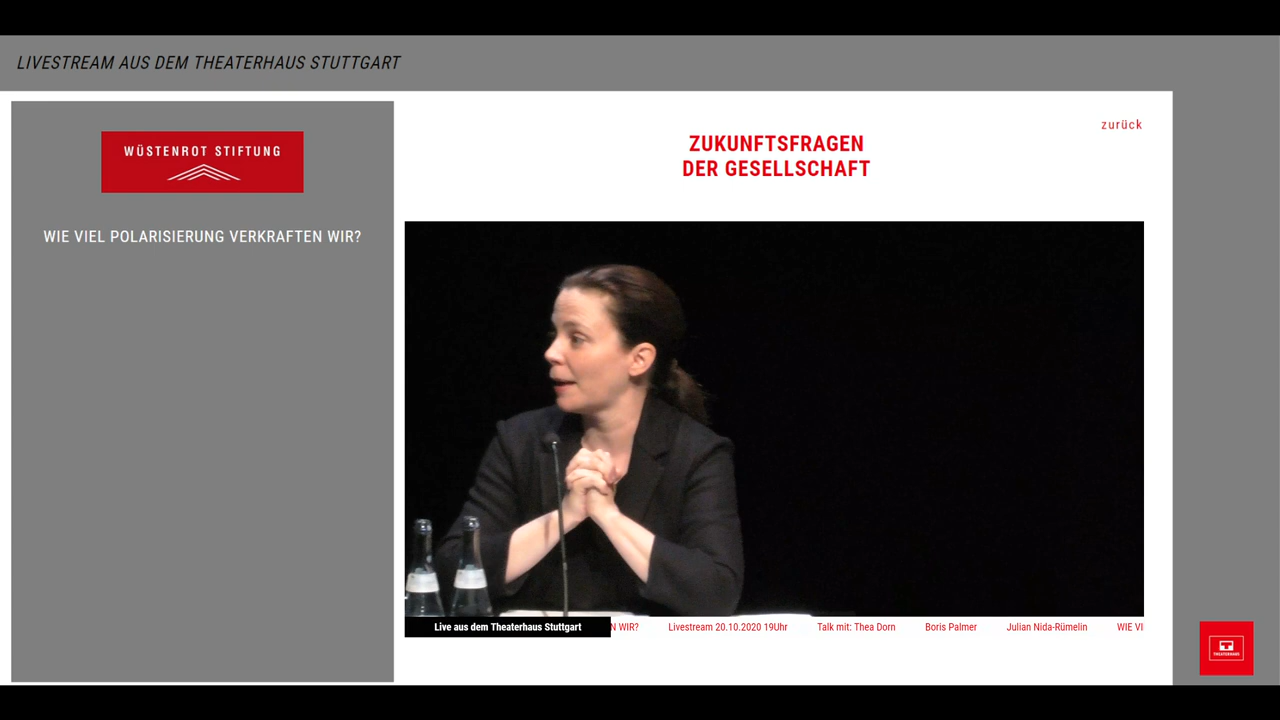 LIVESTREAM AUS DEM THEATERHAUS STUTTGART
WÜSTENROT STIFTUNG
WIE VIEL POLARISIERUNG VERKRAFTEN WIR?
zurück
ZUKUNFTSFRAGEN
DER GESELLSCHAFT
Live aus dem Theaterhaus Stuttgart N WIR? Livestream 20.10.2020 19Uhr Talk mit: Thea Dorn Boris Palmer Julian Nida-Rümelin WIE VI
THEATERHAUS